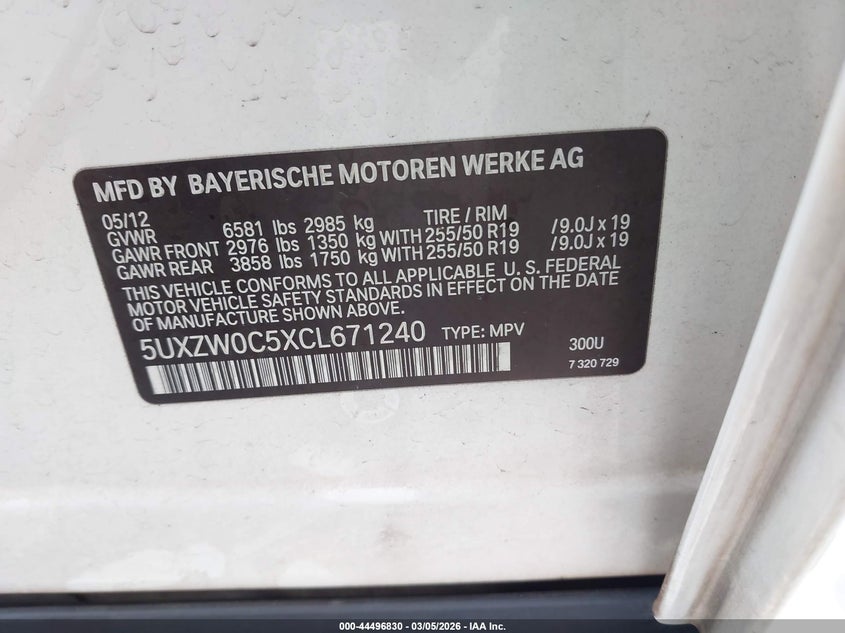 MFD BY BAYERISCHE MOTOREN WERKE AG
05/12
GVWR 6581 lbs 2985 kg TIRE / RIM
GAWR FRONT 2976 lbs 1350 kg WITH 255/50 R19 /9.0J x 19
GAWR REAR 3858 lbs 1750 kg WITH 255/50 R19 /9.0J x 19
THIS VEHICLE CONFORMS TO ALL APPLICABLE U. S. FEDERAL
MOTOR VEHICLE SAFETY STANDARDS IN EFFECT ON THE DATE
OF MANUFACTURE SHOWN ABOVE.
5UXZW0C5XCL671240 TYPE: MPV 300U
7 320 729
000-44496830 - 03/05/2026 - IAA Inc.